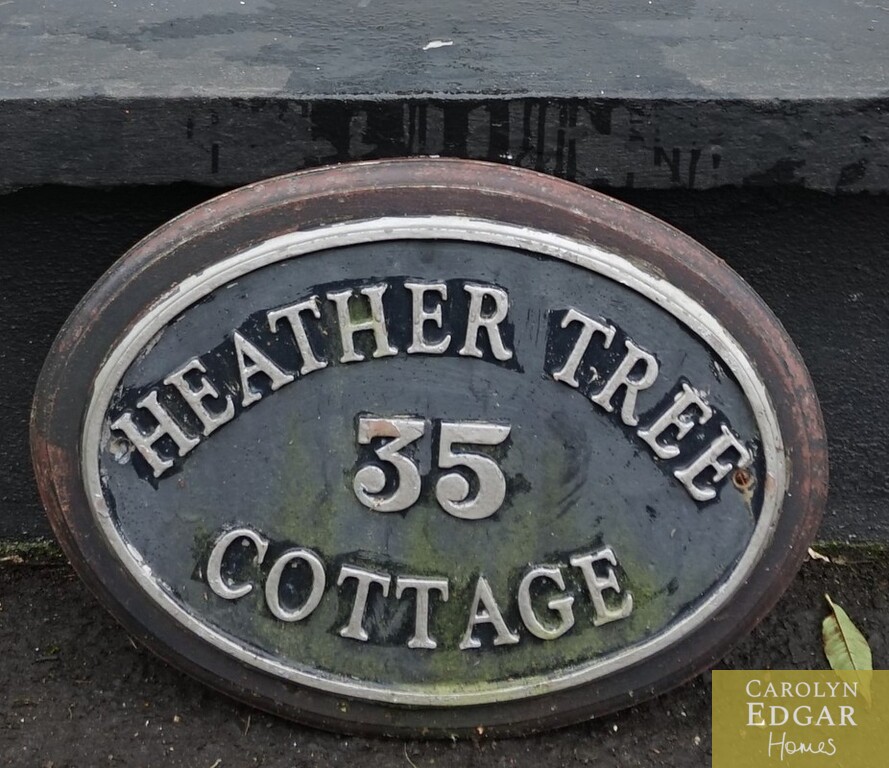 HEATHER TREE
35
COTTAGE
CAROLYN
EDGAR
Homes